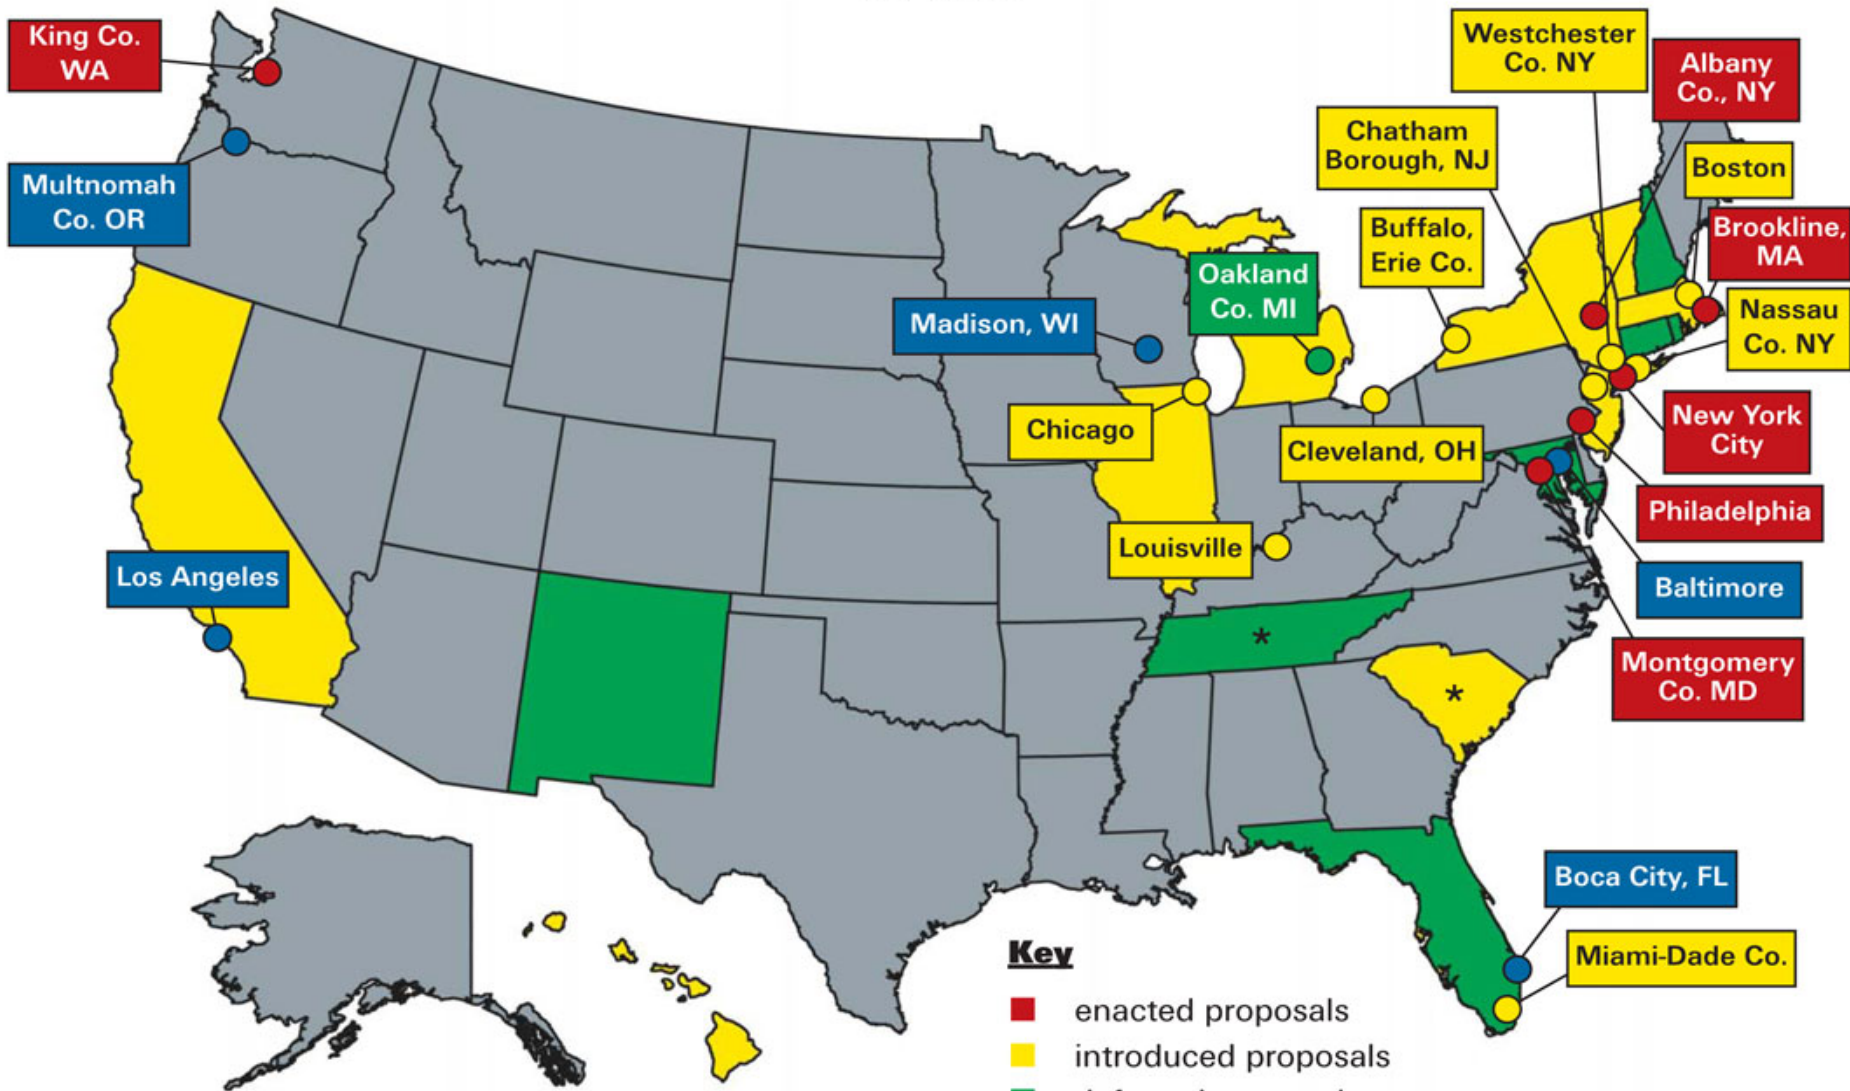 King Co.
WA
Multnomah
Co. OR
Los Angeles
Madison, WI
Oakland
Co. MI
Chicago
Louisville
Cleveland, OH
Buffalo,
Erie Co.
Chatham
Borough, NJ
Westchester
Co. NY
Albany
Co., NY
Boston
Brookline,
MA
Nassau
Co. NY
New York
City
Philadelphia
Baltimore
Montgomery
Co. MD
*
*
Boca City, FL
Miami-Dade Co.
Key
enacted proposals
introduced proposals